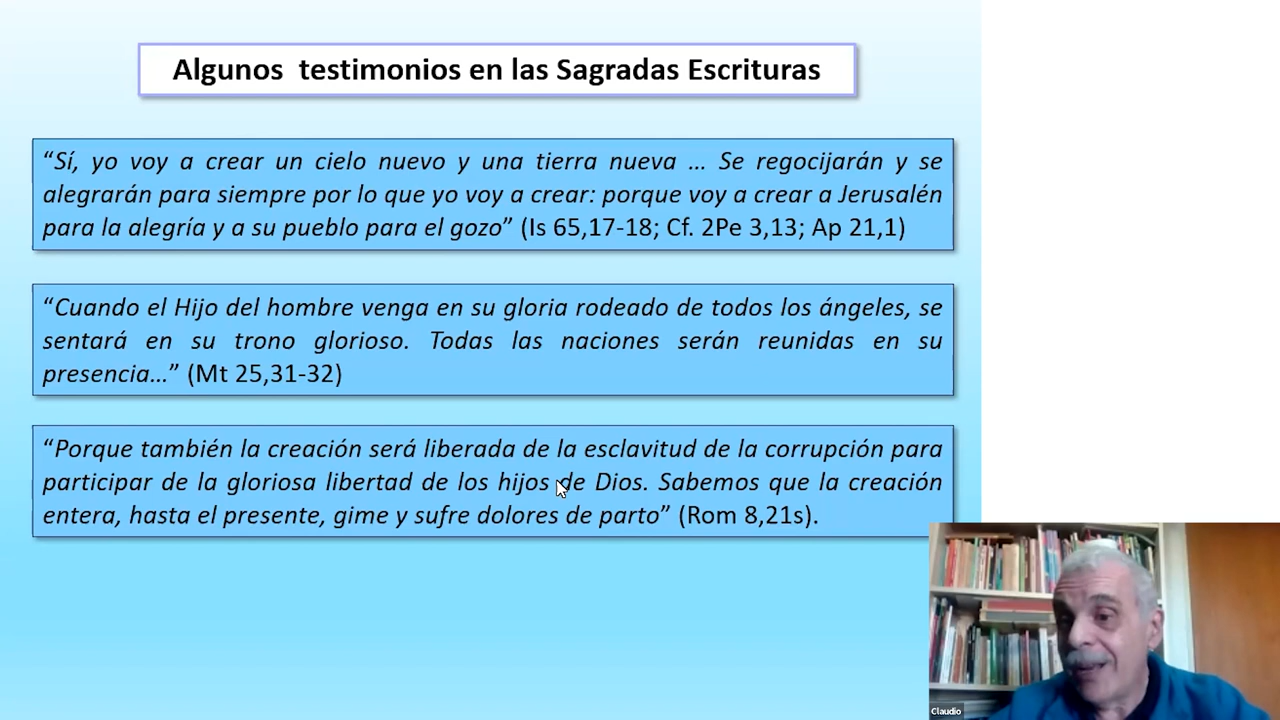 Algunos testimonios en las Sagradas Escrituras
“Sí, yo voy a crear un cielo nuevo y una tierra nueva … Se regocijarán y se
alegrarán para siempre por lo que yo voy a crear: porque voy a crear a Jerusalén
para la alegría y a su pueblo para el gozo” (Is 65,17-18; Cf. 2Pe 3,13; Ap 21,1)
“Cuando el Hijo del hombre venga en su gloria rodeado de todos los ángeles, se
sentará en su trono glorioso. Todas las naciones serán reunidas en su
presencia…” (Mt 25,31-32)
“Porque también la creación será liberada de la esclavitud de la corrupción para
participar de la gloriosa libertad de los hijos de Dios. Sabemos que la creación
entera, hasta el presente, gime y sufre dolores de parto” (Rom 8,21s).
Claudio